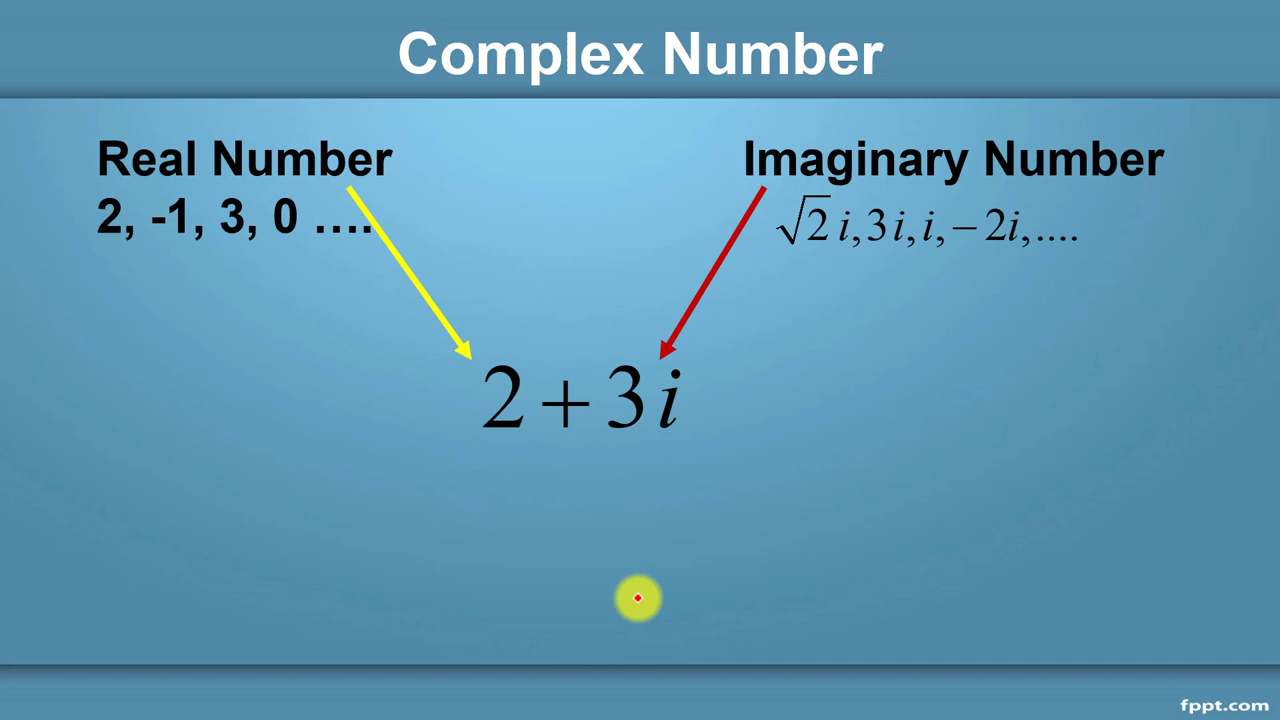 Complex Number
Real Number
2, -1, 3, 0 ....
Imaginary Number
√2 i, 3i, i, −2i, ....
2 + 3i
fppt.com